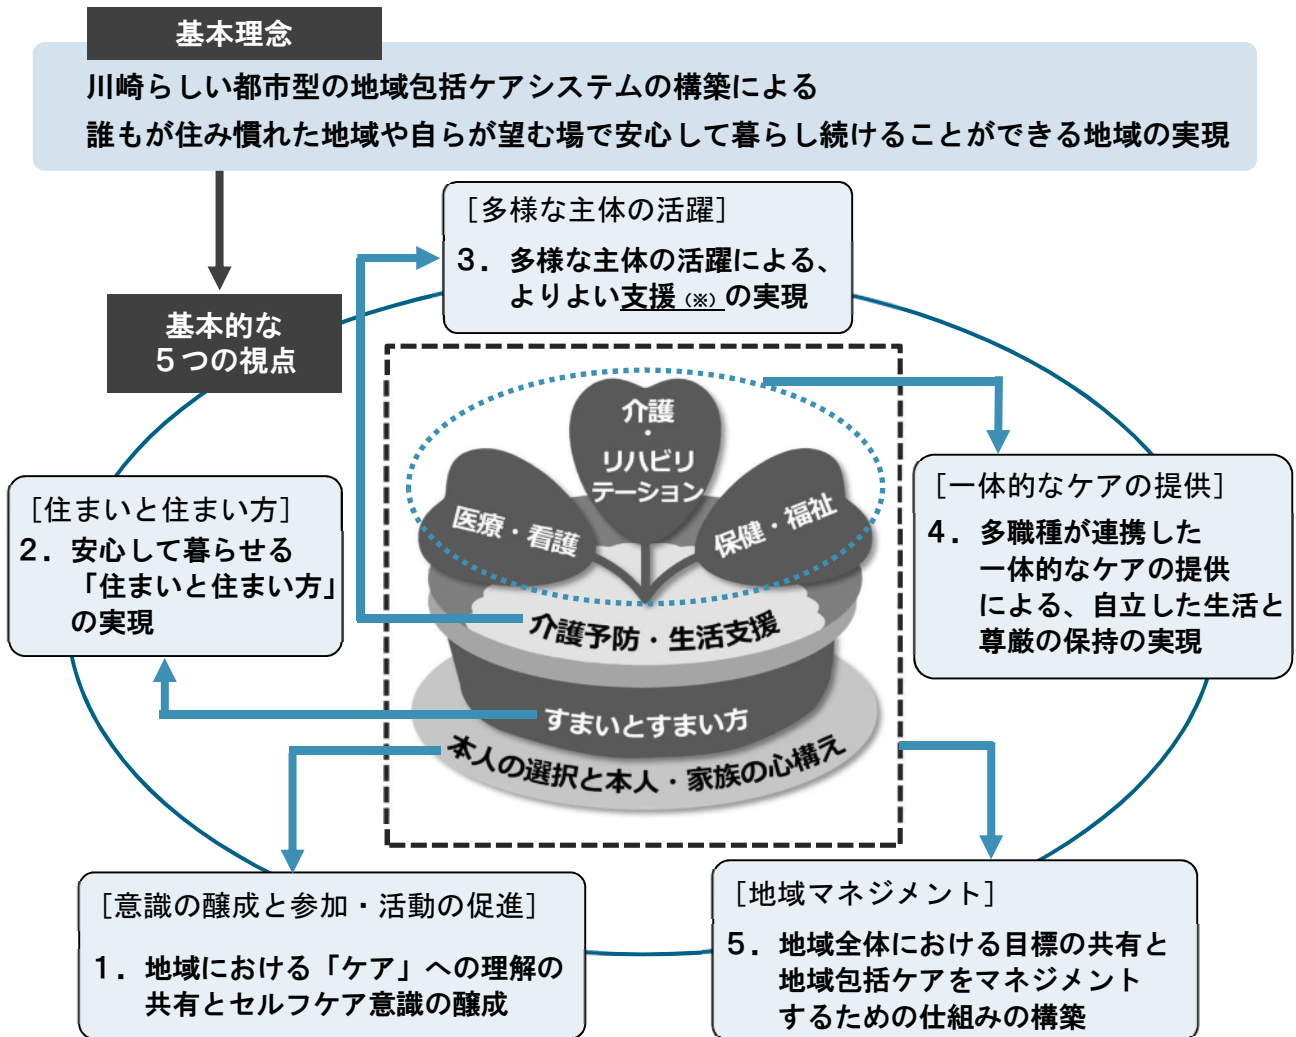 基本理念
川崎らしい都市型の地域包括ケアシステムの構築による
誰もが住み慣れた地域や自らが望む場で安心して暮らし続けることができる地域の実現
基本的な
５つの視点
［多様な主体の活躍］
３．多様な主体の活躍による、
よりよい支援（※）の実現
介護
・
リハビリ
テーション
医療・看護
保健・福祉
介護予防・生活支援
すまいとすまい方
本人の選択と本人・家族の心構え
［住まいと住まい方］
２．安心して暮らせる
「住まいと住まい方」
の実現
［一体的なケアの提供］
４．多職種が連携した
一体的なケアの提供
による、自立した生活と
尊厳の保持の実現
［意識の醸成と参加・活動の促進］
１．地域における「ケア」への理解の
共有とセルフケア意識の醸成
［地域マネジメント］
５．地域全体における目標の共有と
地域包括ケアをマネジメント
するための仕組みの構築